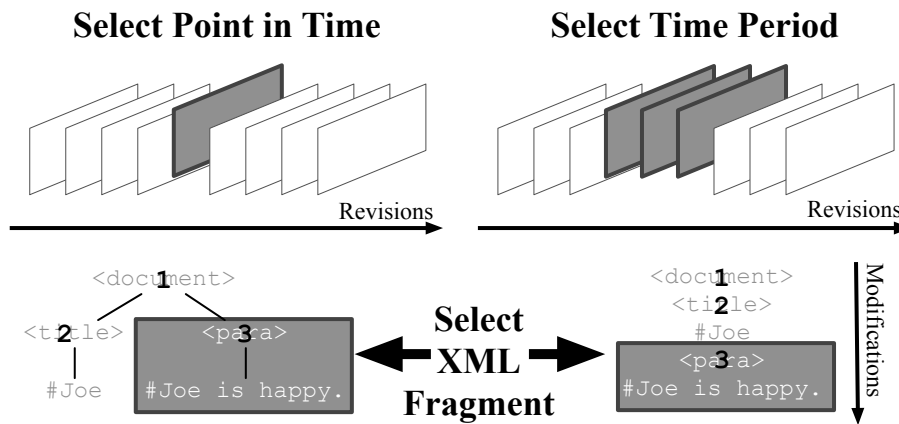 Select Point in Time
Select Time Period
Revisions
Revisions
<document>
1
<title>
2
<para>
3
#Joe
#Joe is happy.
Select
XML
Fragment
<document>
1
<title>
2
#Joe
<para>
3
#Joe is happy.
Modifications